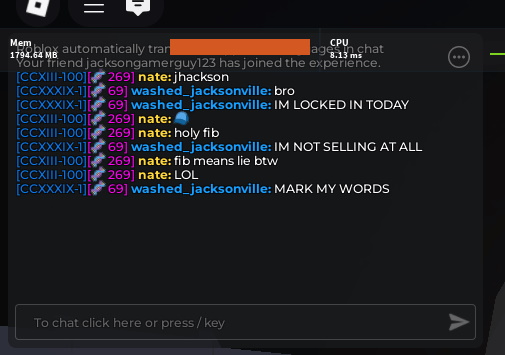 Mem
1794.64 MB
CPU
8.13 ms
Roblox automatically tran ages in chat
Your friend jacksongamerguy123 has joined the experience.
[CCXIII-100][🍬 269] nate: jhackson
[CCXXXIX-1][🍬 69] washed_jacksonville: bro
[CCXXXIX-1][🍬 69] washed_jacksonville: IM LOCKED IN TODAY
[CCXIII-100][🍬 269] nate: 🧢
[CCXIII-100][🍬 269] nate: holy fib
[CCXXXIX-1][🍬 69] washed_jacksonville: IM NOT SELLING AT ALL
[CCXIII-100][🍬 269] nate: fib means lie btw
[CCXIII-100][🍬 269] nate: LOL
[CCXXXIX-1][🍬 69] washed_jacksonville: MARK MY WORDS
To chat click here or press / key